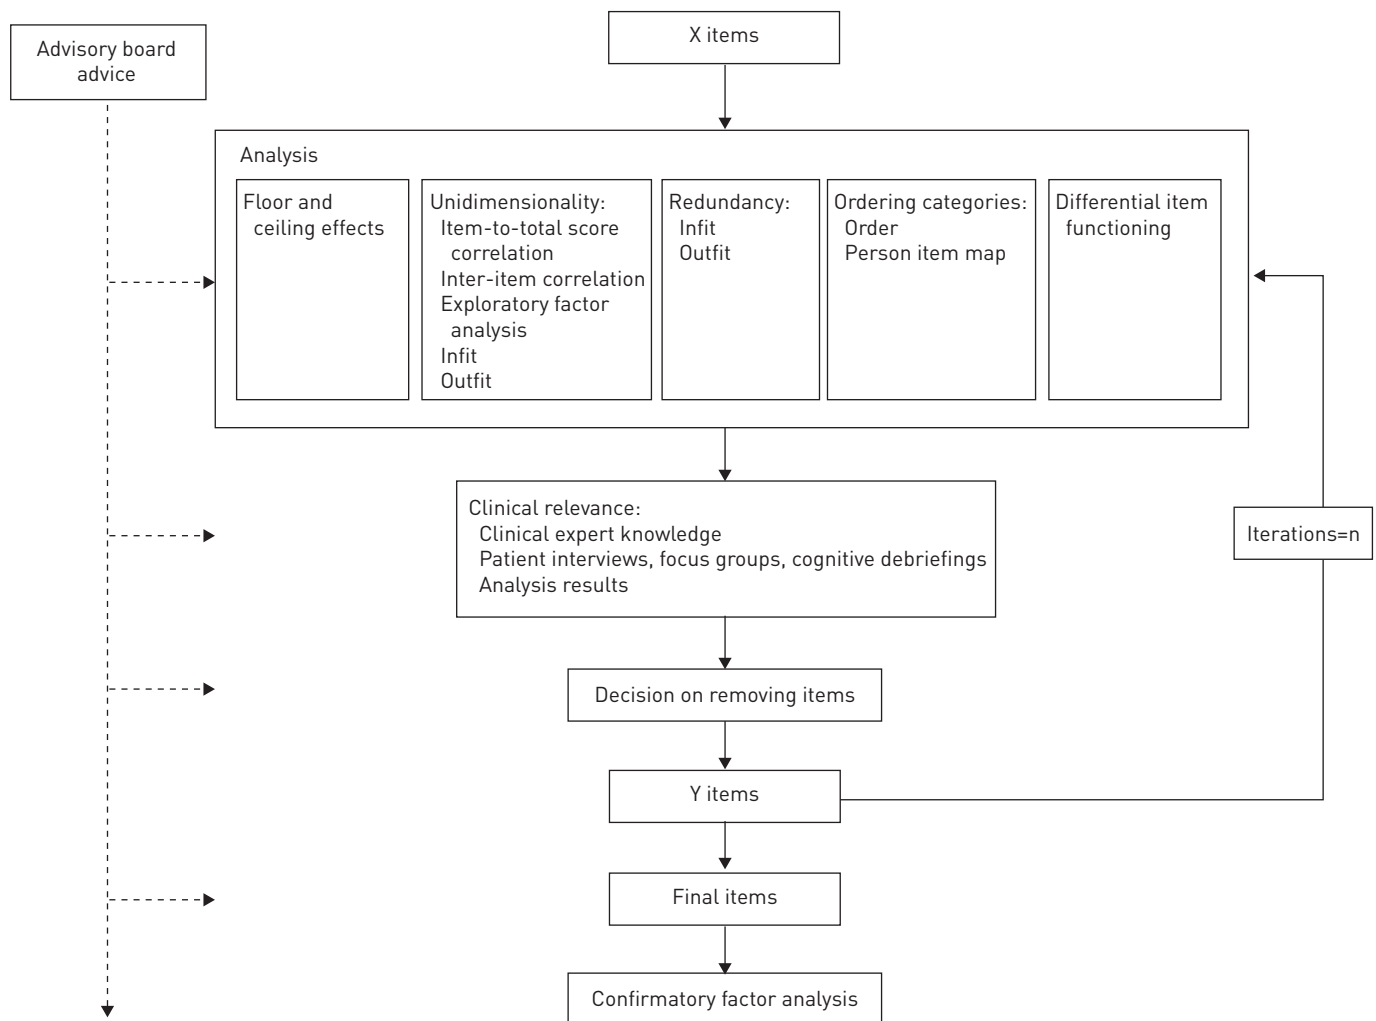 Advisory board
advice
X items
Analysis
Floor and
ceiling effects
Unidimensionality:
Item-to-total score
correlation
Inter-item correlation
Exploratory factor
analysis
Infit
Outfit
Redundancy:
Infit
Outfit
Ordering categories:
Order
Person item map
Differential item
functioning
Clinical relevance:
Clinical expert knowledge
Patient interviews, focus groups, cognitive debriefings
Analysis results
Iterations=n
Decision on removing items
Y items
Final items
Confirmatory factor analysis